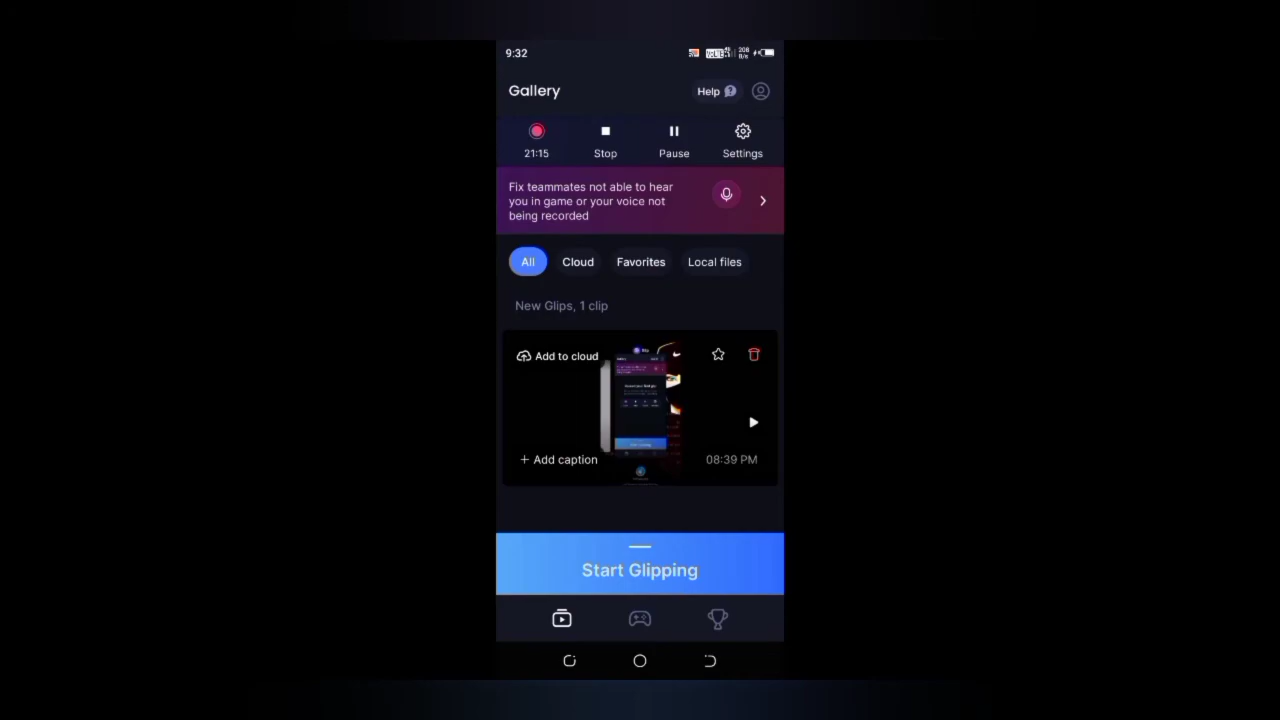 9:32
Gallery
Help
21:15
Stop
Pause
Settings
Fix teammates not able to hear
you in game or your voice not
being recorded
All
Cloud
Favorites
Local files
New Glips, 1 clip
Add to cloud
+ Add caption
08:39 PM
Start Glipping